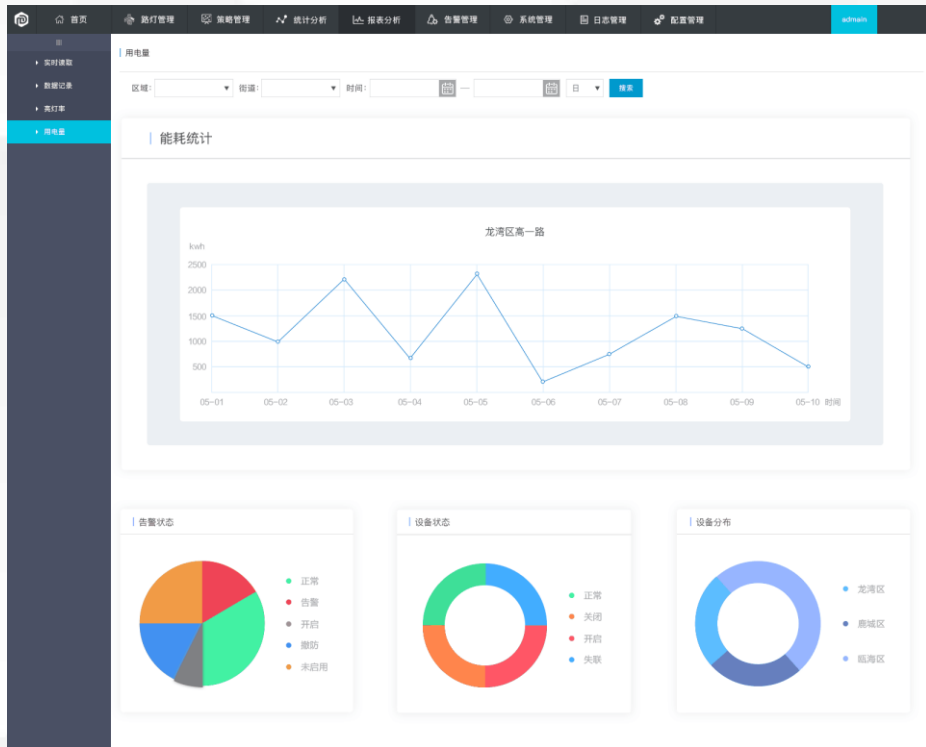 首页 路灯管理 策略管理 统计分析 报表分析 告警管理 系统管理 日志管理 配置管理 admain
实时读取
数据记录
亮灯率
用电量
用电量
区域: 街道: 时间: — 日 搜索
能耗统计
龙湾区高一路
kwh
2500
2000
1500
1000
500
05-01 05-02 05-03 05-04 05-05 05-06 05-07 05-08 05-09 05-10 时间
告警状态
正常
告警
开启
撤防
未启用
设备状态
正常
关闭
开启
失联
设备分布
龙湾区
鹿城区
瓯海区